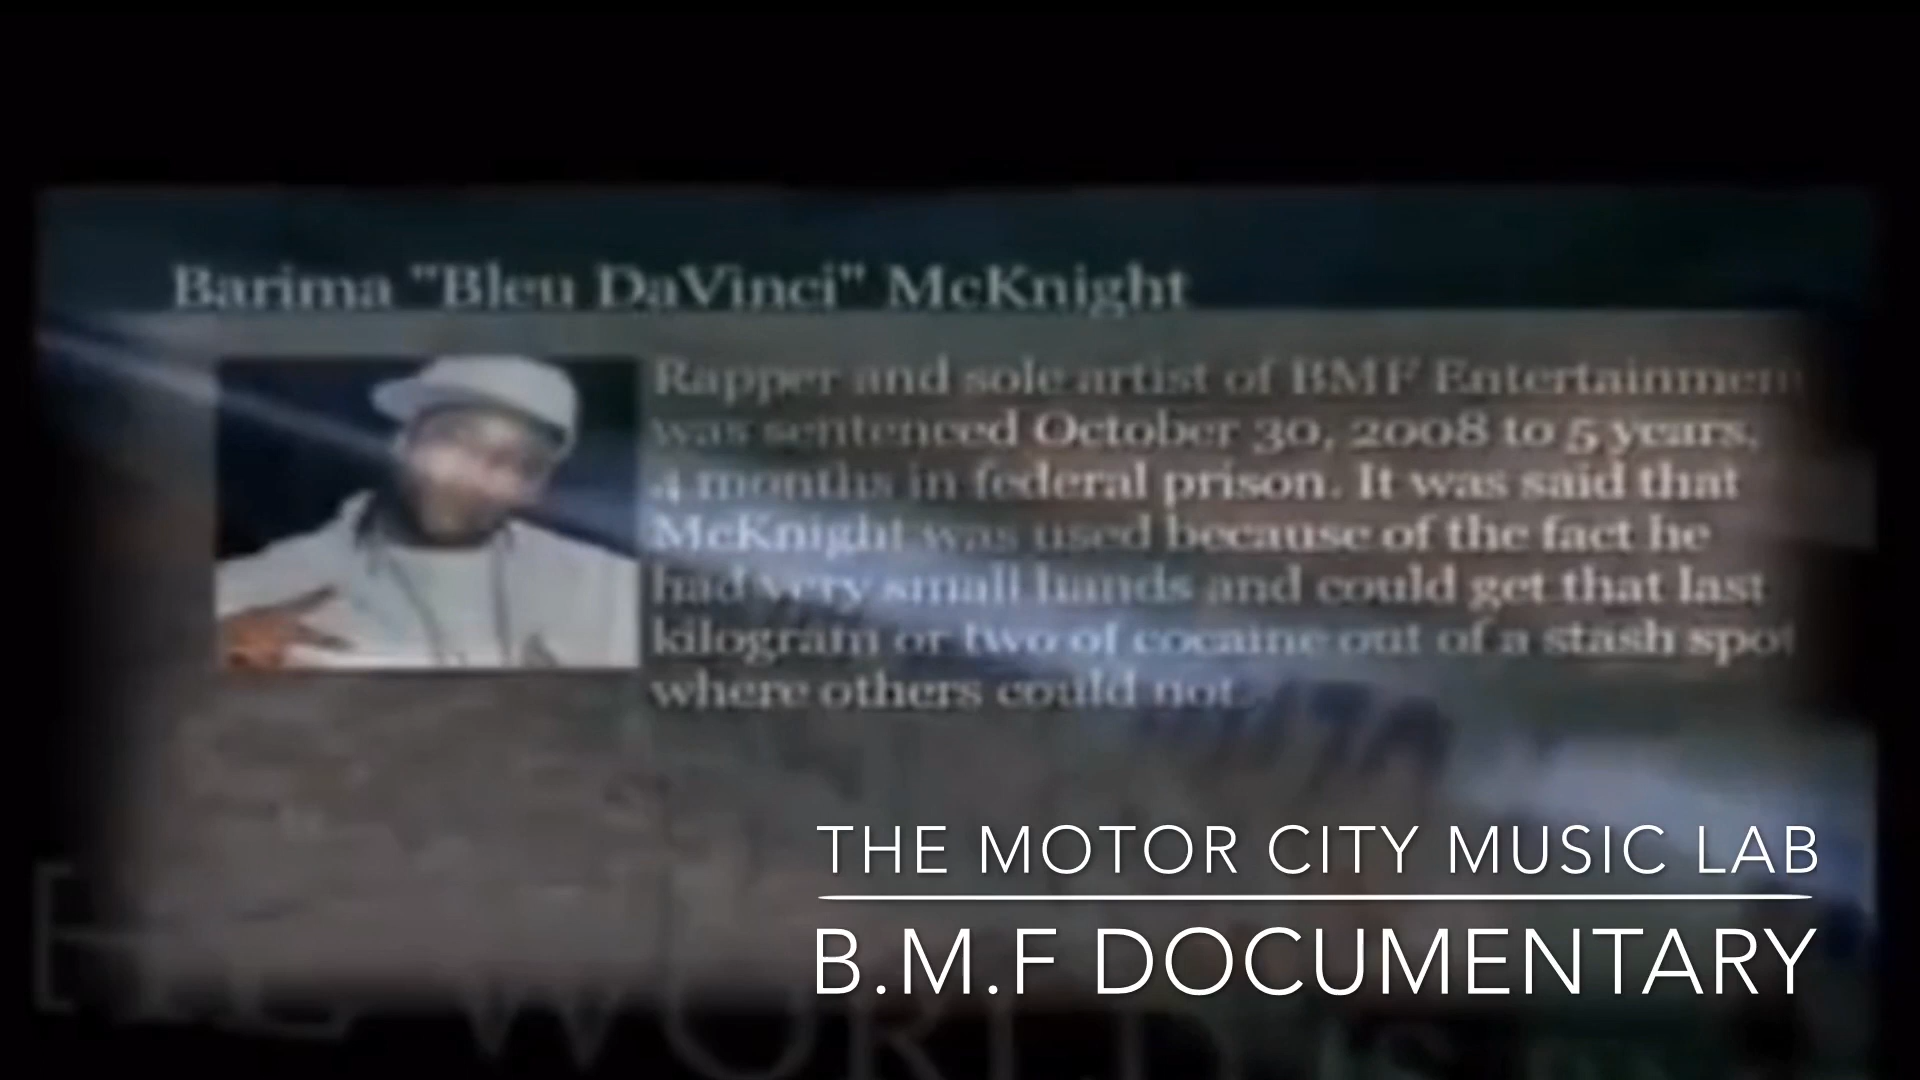 Barima "Bleu DaVinci" McKnight
Rapper and sole artist of BMF Entertainment
was sentenced October 30, 2008 to 5 years,
4 months in federal prison. It was said that
McKnight was used because of the fact he
had very small hands and could get that last
kilogram or two of cocaine out of a stash spot
where others could not.
THE MOTOR CITY MUSIC LAB
B.M.F DOCUMENTARY
WORLD IS